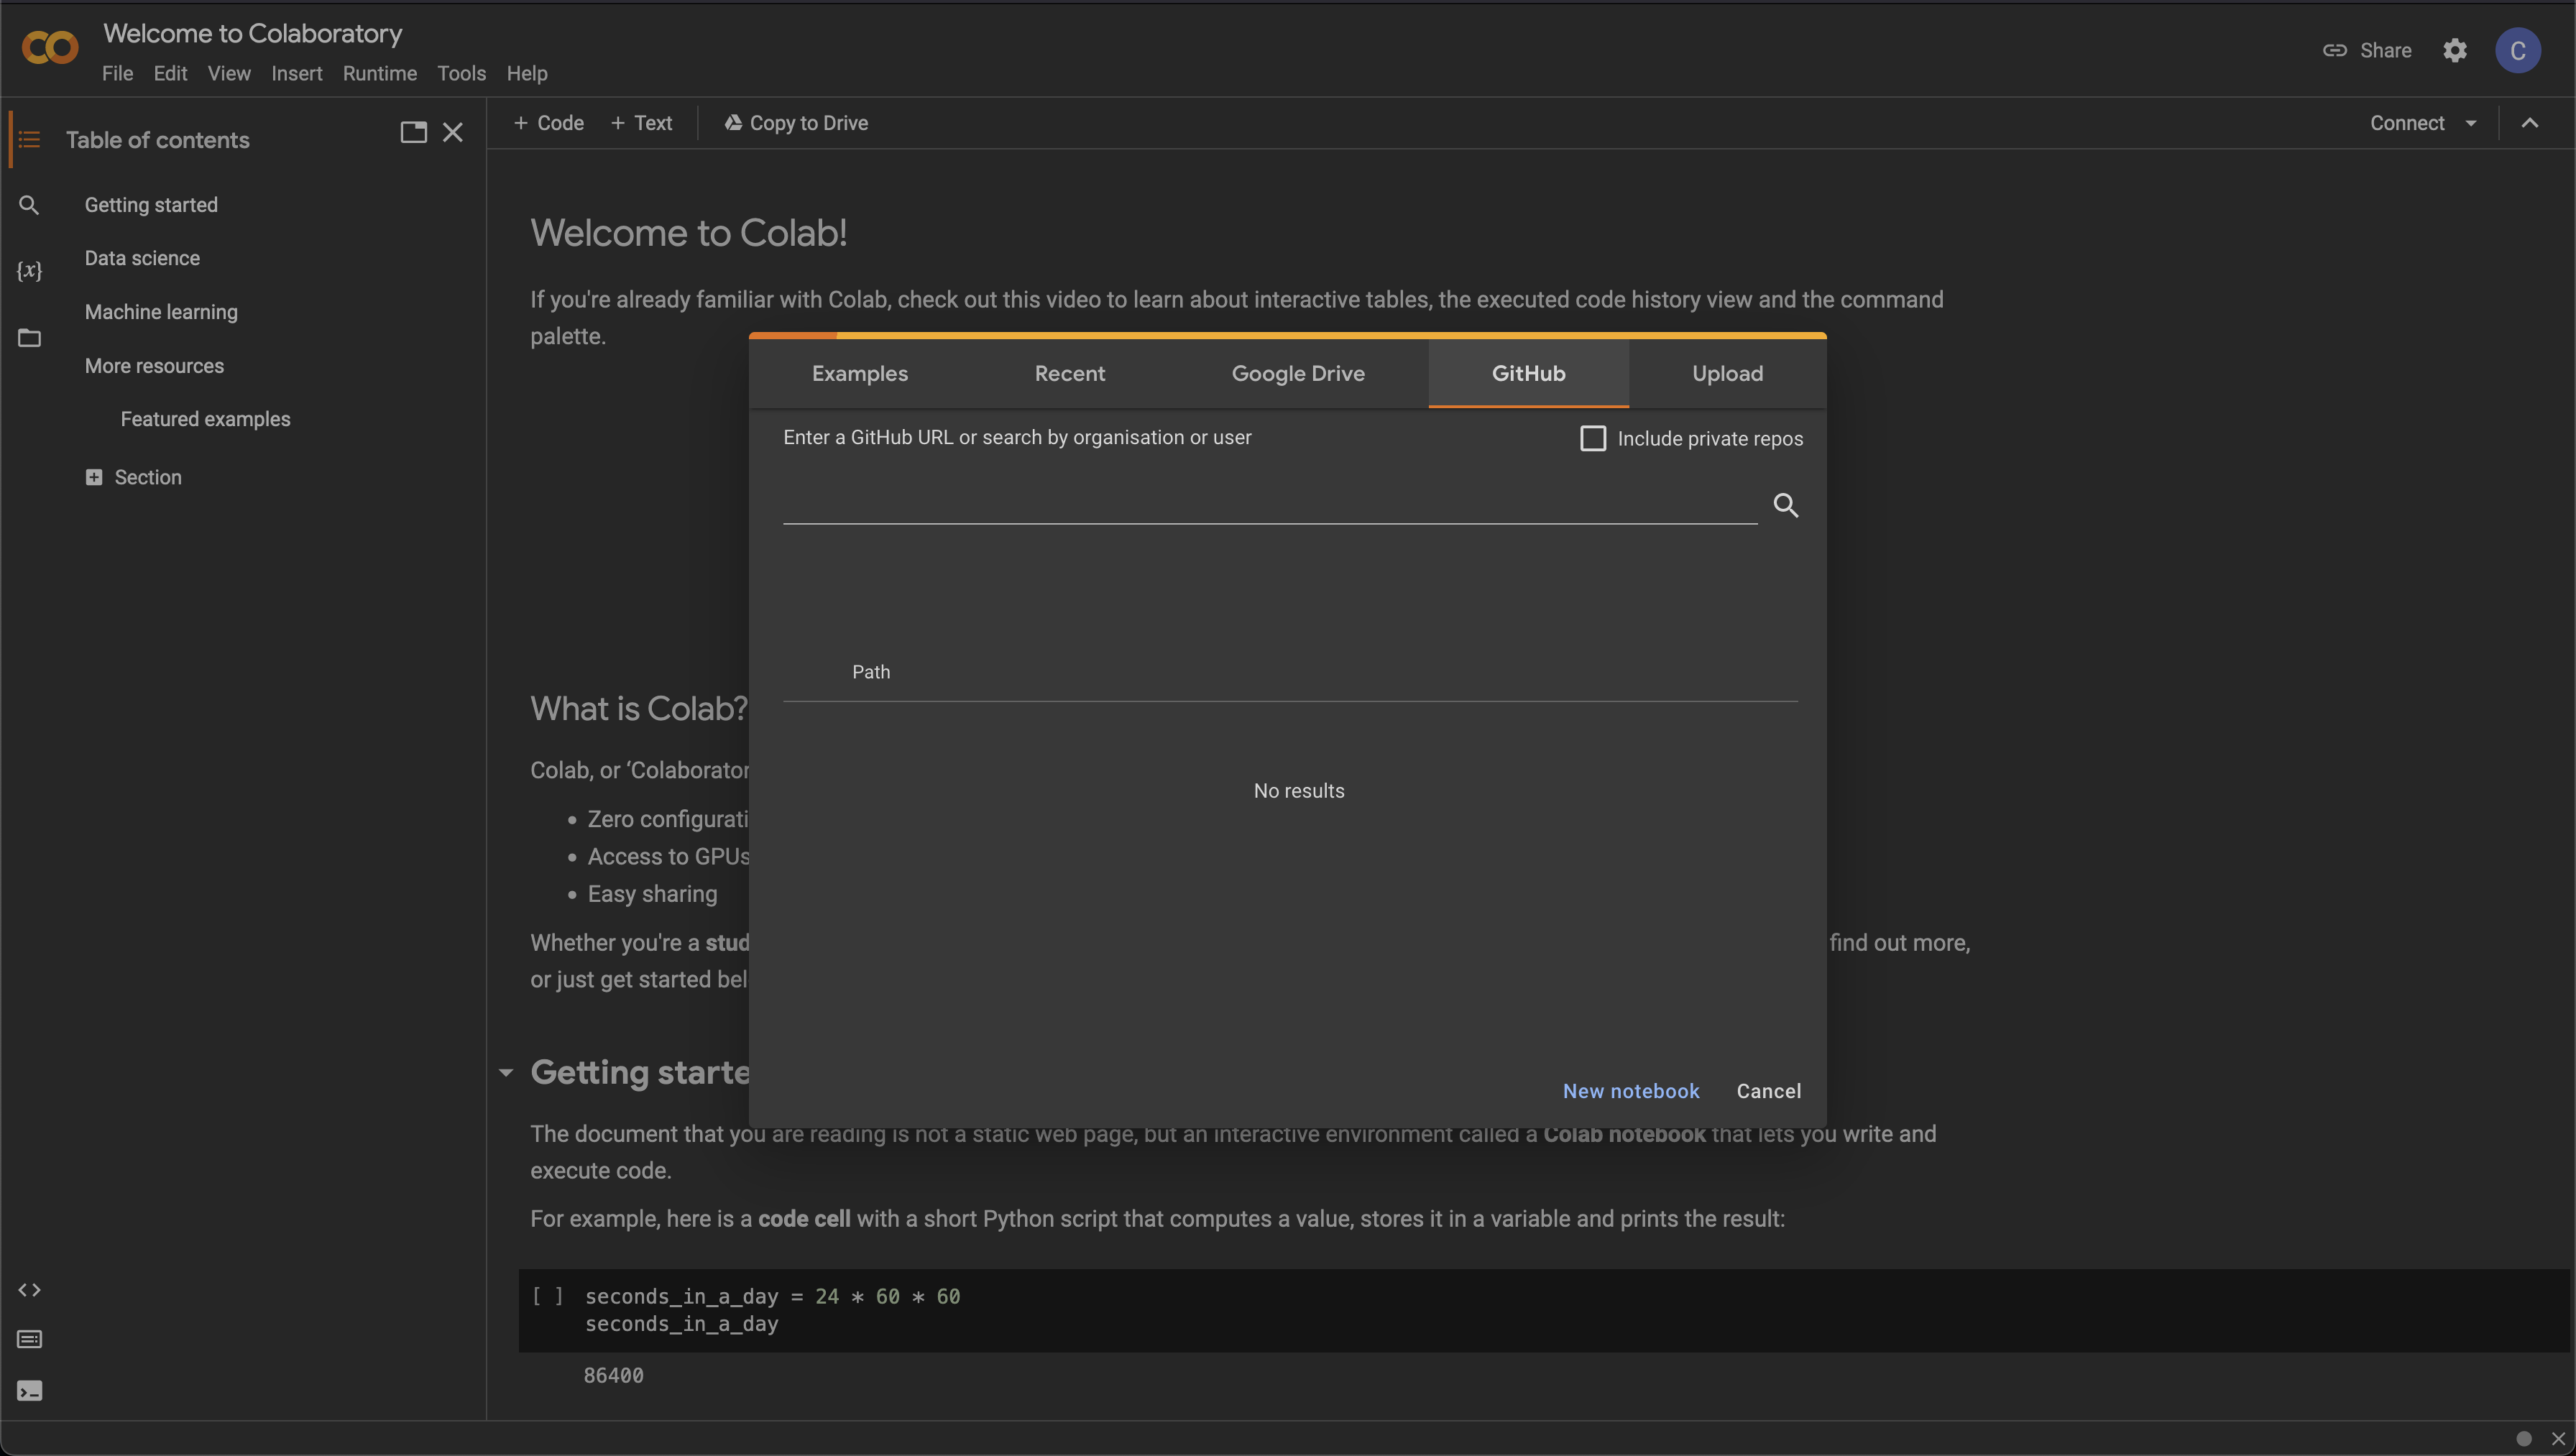 Welcome to Colaboratory
File Edit View Insert Runtime Tools Help
Share
C
Table of contents
+ Code + Text Copy to Drive
Connect
Getting started
{x}
Data science
Machine learning
More resources
Featured examples
Section
Welcome to Colab!
If you're already familiar with Colab, check out this video to learn about interactive tables, the executed code history view and the command
palette.
Examples Recent Google Drive GitHub Upload
Enter a GitHub URL or search by organisation or user
Include private repos
Path
No results
New notebook Cancel
What is Colab?
Colab, or ‘Colaborator
Zero configurati
Access to GPUs
Easy sharing
Whether you're a stud
find out more,
or just get started bel
Getting starte
The document that you are reading is not a static web page, but an interactive environment called a Colab notebook that lets you write and
execute code.
For example, here is a code cell with a short Python script that computes a value, stores it in a variable and prints the result:
[ ] seconds_in_a_day = 24 * 60 * 60
seconds_in_a_day
86400